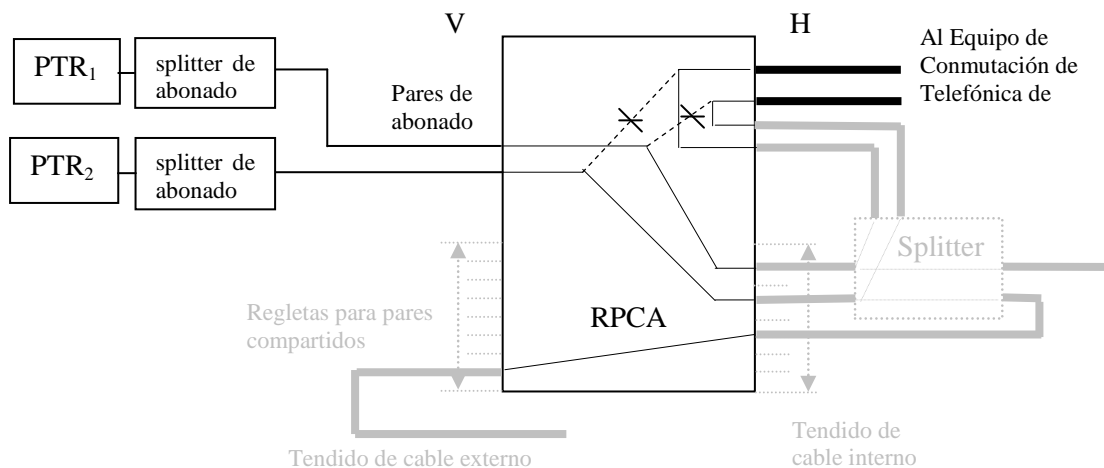 V
H
PTR1
splitter de
abonado
Pares de
abonado
Al Equipo de
Conmutación de
Telefónica de
PTR2
splitter de
abonado
Splitter
Regletas para pares
compartidos
RPCA
Tendido de cable externo
Tendido de
cable interno